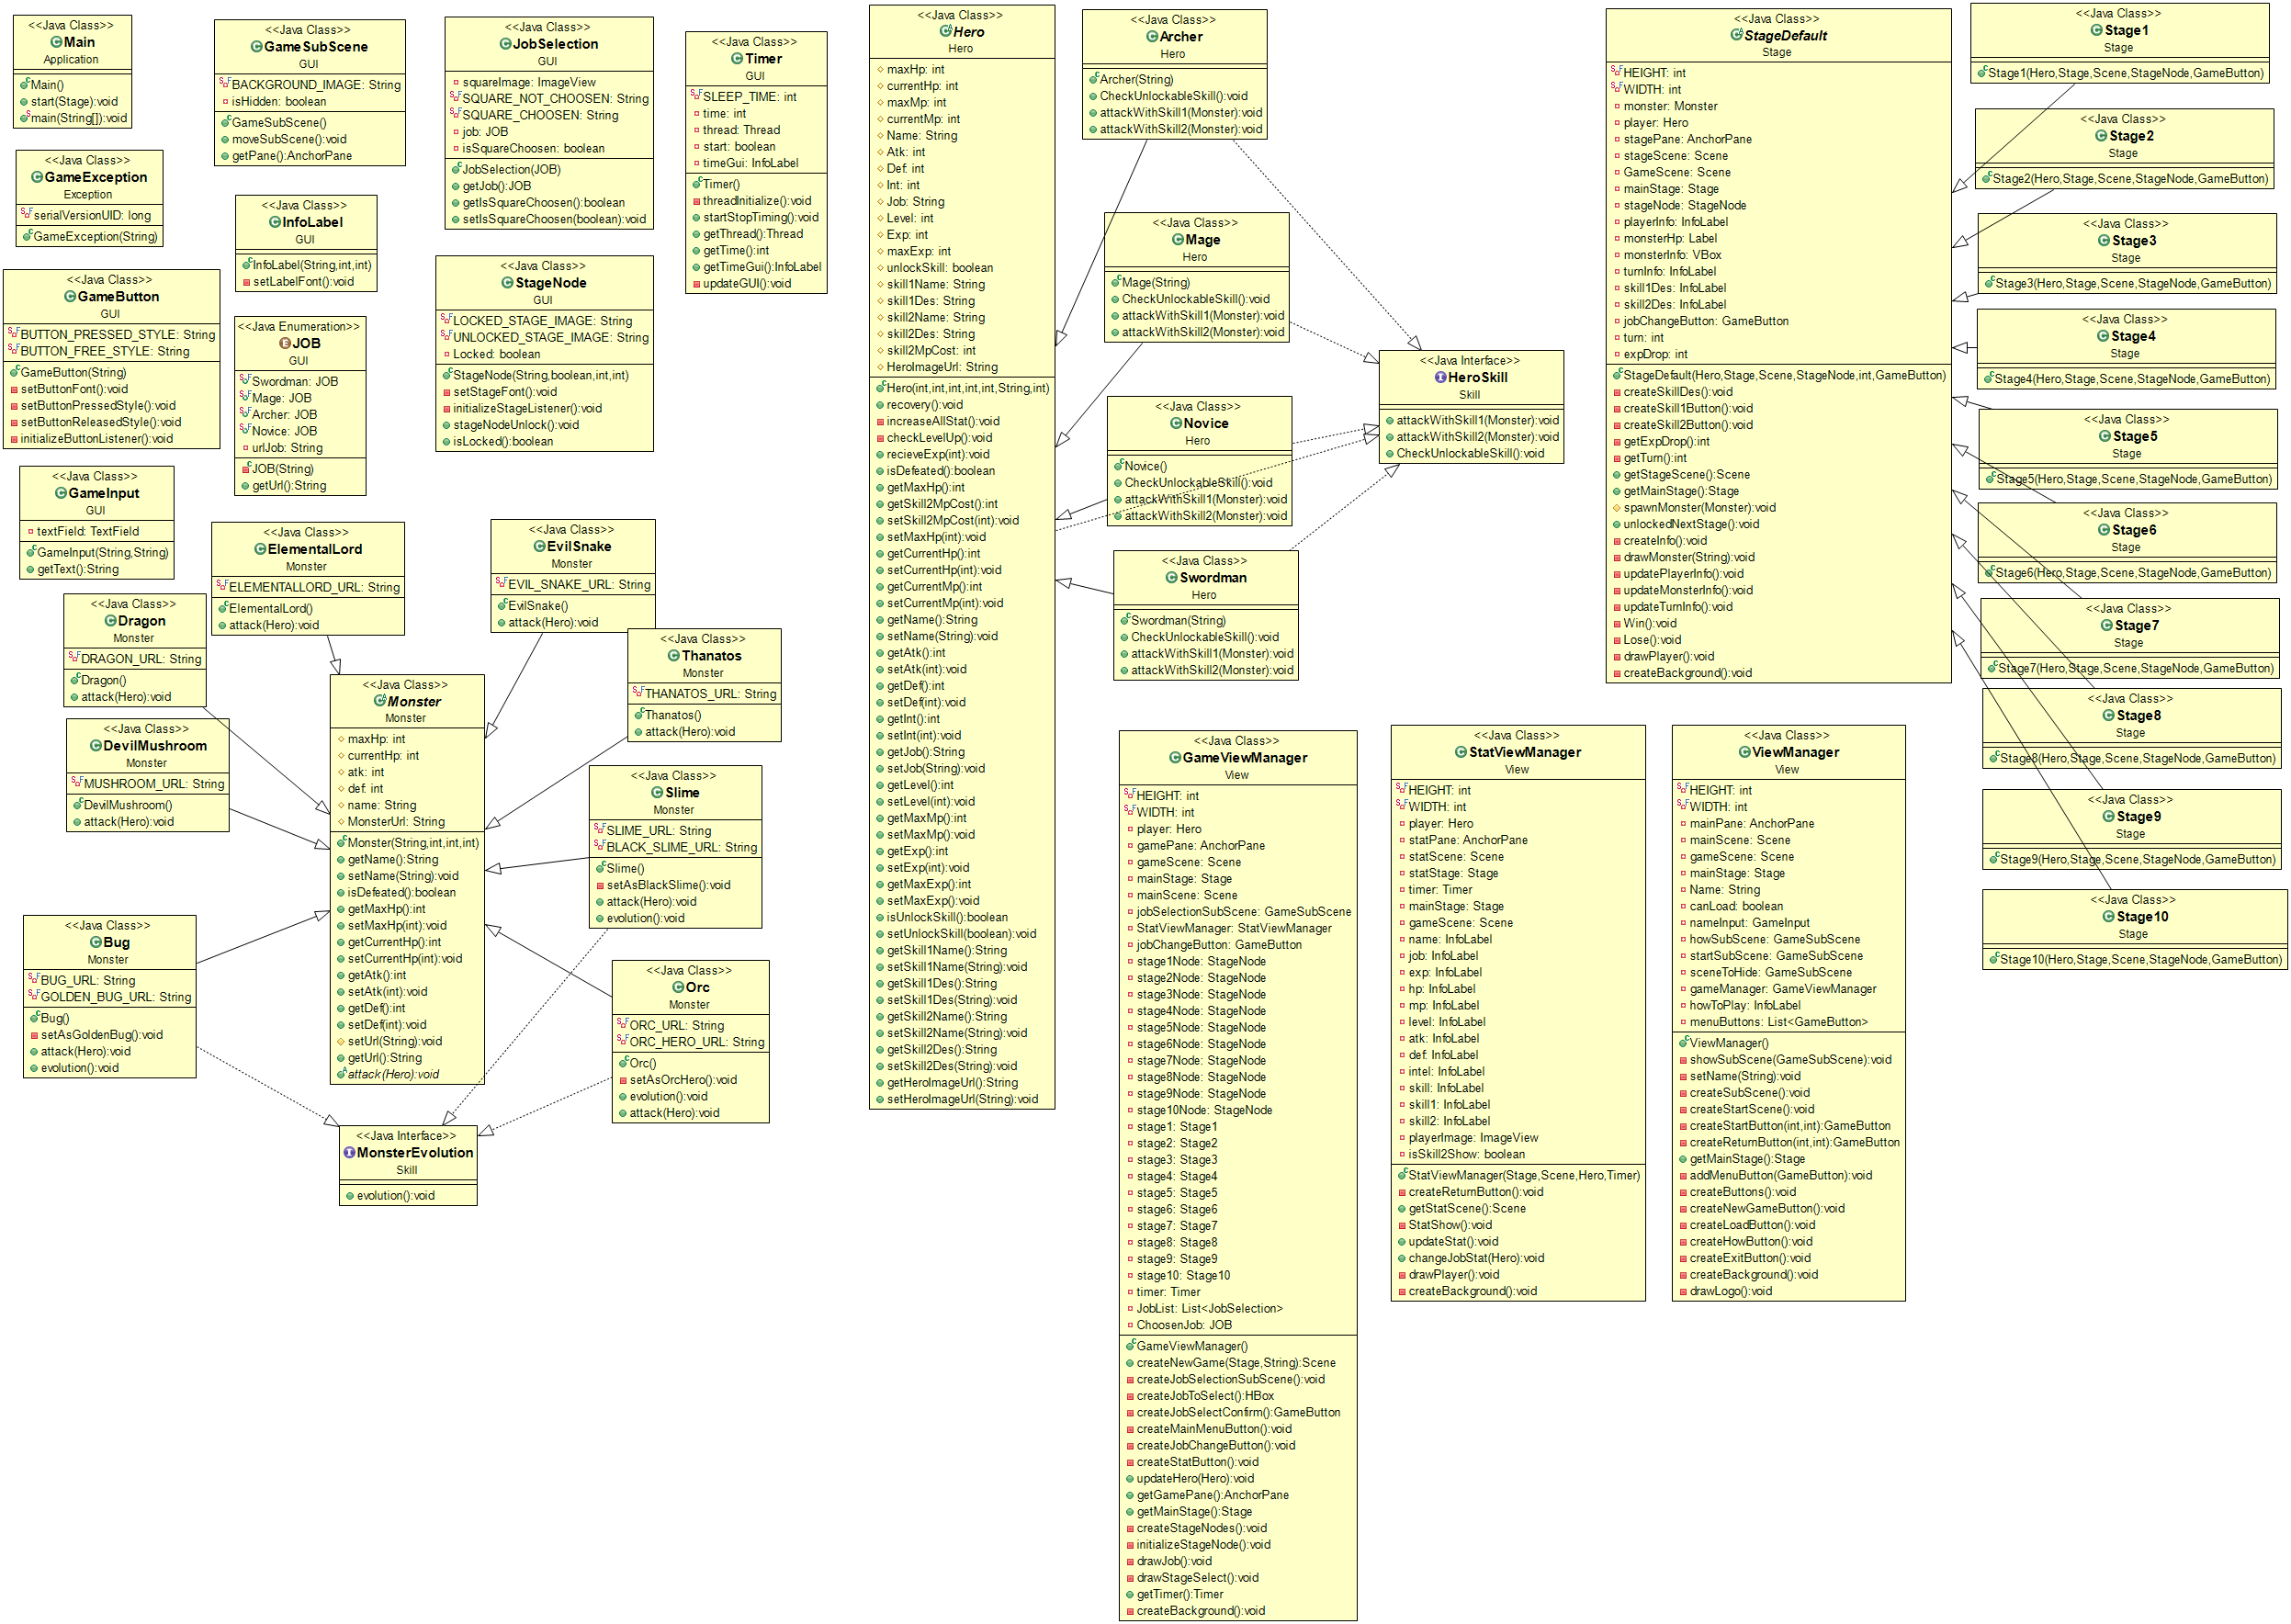 <<Java Class>>
Main
Application
Main()
start(Stage):void
main(String[]):void
<<Java Class>>
GameException
Exception
serialVersionUID: long
GameException(String)
<<Java Class>>
GameButton
GUI
BUTTON_PRESSED_STYLE: String
BUTTON_FREE_STYLE: String
GameButton(String)
setButtonFont():void
setButtonPressedStyle():void
setButtonReleasedStyle():void
initializeButtonListener():void
<<Java Class>>
GameInput
GUI
textField: TextField
GameInput(String,String)
getText():String
<<Java Class>>
GameSubScene
GUI
BACKGROUND_IMAGE: String
isHidden: boolean
GameSubScene()
moveSubScene():void
getPane():AnchorPane
<<Java Class>>
InfoLabel
GUI
InfoLabel(String,int,int)
setLabelFont():void
<<Java Enumeration>>
JOB
GUI
Swordman: JOB
Mage: JOB
Archer: JOB
Novice: JOB
urlJob: String
JOB(String)
getUrl():String
<<Java Class>>
JobSelection
GUI
squareImage: ImageView
SQUARE_NOT_CHOOSEN: String
SQUARE_CHOOSEN: String
job: JOB
isSquareChoosen: boolean
JobSelection(JOB)
getJob():JOB
getIsSquareChoosen():boolean
setIsSquareChoosen(boolean):void
<<Java Class>>
StageNode
GUI
LOCKED_STAGE_IMAGE: String
UNLOCKED_STAGE_IMAGE: String
Locked: boolean
StageNode(String,boolean,int,int)
setStageFont():void
initializeStageListener():void
stageNodeUnlock():void
isLocked():boolean
<<Java Class>>
Timer
GUI
SLEEP_TIME: int
time: int
thread: Thread
start: boolean
timeGui: InfoLabel
Timer()
threadInitialize():void
startStopTiming():void
getThread():Thread
getTime():int
getTimeGui():InfoLabel
updateGUI():void
<<Java Class>>
ElementalLord
Monster
ELEMENTALLORD_URL: String
ElementalLord()
attack(Hero):void
<<Java Class>>
EvilSnake
Monster
EVIL_SNAKE_URL: String
EvilSnake()
attack(Hero):void
<<Java Class>>
Dragon
Monster
DRAGON_URL: String
Dragon()
attack(Hero):void
<<Java Class>>
DevilMushroom
Monster
MUSHROOM_URL: String
DevilMushroom()
attack(Hero):void
<<Java Class>>
Thanatos
Monster
THANATOS_URL: String
Thanatos()
attack(Hero):void
<<Java Class>>
Monster
Monster
maxHp: int
currentHp: int
atk: int
def: int
name: String
MonsterUrl: String
Monster(String,int,int,int)
getName():String
setName(String):void
isDefeated():boolean
getMaxHp():int
setMaxHp(int):void
getCurrentHp():int
setCurrentHp(int):void
getAtk():int
setAtk(int):void
getDef():int
setDef(int):void
setUrl(String):void
getUrl():String
attack(Hero):void
<<Java Class>>
Slime
Monster
SLIME_URL: String
BLACK_SLIME_URL: String
Slime()
setAsBlackSlime():void
attack(Hero):void
evolution():void
<<Java Class>>
Bug
Monster
BUG_URL: String
GOLDEN_BUG_URL: String
Bug()
setAsGoldenBug():void
attack(Hero):void
evolution():void
<<Java Class>>
Orc
Monster
ORC_URL: String
ORC_HERO_URL: String
Orc()
setAsOrcHero():void
evolution():void
attack(Hero):void
<<Java Interface>>
MonsterEvolution
Skill
evolution():void
<<Java Class>>
Hero
Hero
maxHp: int
currentHp: int
maxMp: int
currentMp: int
Name: String
Atk: int
Def: int
Int: int
Job: String
Level: int
Exp: int
maxExp: int
unlockSkill: boolean
skill1Name: String
skill1Des: String
skill2Name: String
skill2Des: String
skill2MpCost: int
HeroImageUrl: String
Hero(int,int,int,int,int,String,int)
recovery():void
increaseAllStat():void
checkLevelUp():void
recieveExp(int):void
isDefeated():boolean
getMaxHp():int
getSkill2MpCost():int
setSkill2MpCost(int):void
setMaxHp(int):void
getCurrentHp():int
setCurrentHp(int):void
getCurrentMp():int
setCurrentMp(int):void
getName():String
setName(String):void
getAtk():int
setAtk(int):void
getDef():int
setDef(int):void
getInt():int
setInt(int):void
getJob():String
setJob(String):void
getLevel():int
setLevel(int):void
getMaxMp():int
setMaxMp():void
getExp():int
setExp(int):void
getMaxExp():int
setMaxExp():void
isUnlockSkill():boolean
setUnlockSkill(boolean):void
getSkill1Name():String
setSkill1Name(String):void
getSkill1Des():String
setSkill1Des(String):void
getSkill2Name():String
setSkill2Name(String):void
getSkill2Des():String
setSkill2Des(String):void
getHeroImageUrl():String
setHeroImageUrl(String):void
<<Java Class>>
Archer
Hero
Archer(String)
CheckUnlockableSkill():void
attackWithSkill1(Monster):void
attackWithSkill2(Monster):void
<<Java Class>>
Mage
Hero
Mage(String)
CheckUnlockableSkill():void
attackWithSkill1(Monster):void
attackWithSkill2(Monster):void
<<Java Class>>
Novice
Hero
Novice()
CheckUnlockableSkill():void
attackWithSkill1(Monster):void
attackWithSkill2(Monster):void
<<Java Class>>
Swordman
Hero
Swordman(String)
CheckUnlockableSkill():void
attackWithSkill1(Monster):void
attackWithSkill2(Monster):void
<<Java Interface>>
HeroSkill
Skill
attackWithSkill1(Monster):void
attackWithSkill2(Monster):void
CheckUnlockableSkill():void
<<Java Class>>
GameViewManager
View
HEIGHT: int
WIDTH: int
player: Hero
gamePane: AnchorPane
gameScene: Scene
mainStage: Stage
mainScene: Scene
jobSelectionSubScene: GameSubScene
StatViewManager: StatViewManager
jobChangeButton: GameButton
stage1Node: StageNode
stage2Node: StageNode
stage3Node: StageNode
stage4Node: StageNode
stage5Node: StageNode
stage6Node: StageNode
stage7Node: StageNode
stage8Node: StageNode
stage9Node: StageNode
stage10Node: StageNode
stage1: Stage1
stage2: Stage2
stage3: Stage3
stage4: Stage4
stage5: Stage5
stage6: Stage6
stage7: Stage7
stage8: Stage8
stage9: Stage9
stage10: Stage10
timer: Timer
JobList: List<JobSelection>
ChoosenJob: JOB
GameViewManager()
createNewGame(Stage,String):Scene
createJobSelectionSubScene():void
createJobToSelect():HBox
createJobSelectConfirm():GameButton
createMainMenuButton():void
createJobChangeButton():void
createStatButton():void
updateHero(Hero):void
getGamePane():AnchorPane
getMainStage():Stage
createStageNodes():void
initializeStageNode():void
drawJob():void
drawStageSelect():void
getTimer():Timer
createBackground():void
<<Java Class>>
StatViewManager
View
HEIGHT: int
WIDTH: int
player: Hero
statPane: AnchorPane
statScene: Scene
statStage: Stage
timer: Timer
mainStage: Stage
gameScene: Scene
name: InfoLabel
job: InfoLabel
exp: InfoLabel
hp: InfoLabel
mp: InfoLabel
level: InfoLabel
atk: InfoLabel
def: InfoLabel
intel: InfoLabel
skill: InfoLabel
skill1: InfoLabel
skill2: InfoLabel
playerImage: ImageView
isSkill2Show: boolean
StatViewManager(Stage,Scene,Hero,Timer)
createReturnButton():void
getStatScene():Scene
StatShow():void
updateStat():void
changeJobStat(Hero):void
drawPlayer():void
createBackground():void
<<Java Class>>
ViewManager
View
HEIGHT: int
WIDTH: int
mainPane: AnchorPane
mainScene: Scene
gameScene: Scene
mainStage: Stage
Name: String
canLoad: boolean
nameInput: GameInput
howSubScene: GameSubScene
startSubScene: GameSubScene
sceneToHide: GameSubScene
gameManager: GameViewManager
howToPlay: InfoLabel
menuButtons: List<GameButton>
ViewManager()
showSubScene(GameSubScene):void
setName(String):void
createSubScene():void
createStartScene():void
createStartButton(int,int):GameButton
createReturnButton(int,int):GameButton
getMainStage():Stage
addMenuButton(GameButton):void
createButtons():void
createNewGameButton():void
createLoadButton():void
createHowButton():void
createExitButton():void
createBackground():void
drawLogo():void
<<Java Class>>
StageDefault
Stage
HEIGHT: int
WIDTH: int
monster: Monster
player: Hero
stagePane: AnchorPane
stageScene: Scene
GameScene: Scene
mainStage: Stage
stageNode: StageNode
playerInfo: InfoLabel
monsterHp: Label
monsterInfo: VBox
turnInfo: InfoLabel
skill1Des: InfoLabel
skill2Des: InfoLabel
jobChangeButton: GameButton
turn: int
expDrop: int
StageDefault(Hero,Stage,Scene,StageNode,int,GameButton)
createSkillDes():void
createSkill1Button():void
createSkill2Button():void
getExpDrop():int
getTurn():int
getStageScene():Scene
getMainStage():Stage
spawnMonster(Monster):void
unlockedNextStage():void
createInfo():void
drawMonster(String):void
updatePlayerInfo():void
updateMonsterInfo():void
updateTurnInfo():void
Win():void
Lose():void
drawPlayer():void
createBackground():void
<<Java Class>>
Stage1
Stage
Stage1(Hero,Stage,Scene,StageNode,GameButton)
<<Java Class>>
Stage2
Stage
Stage2(Hero,Stage,Scene,StageNode,GameButton)
<<Java Class>>
Stage3
Stage
Stage3(Hero,Stage,Scene,StageNode,GameButton)
<<Java Class>>
Stage4
Stage
Stage4(Hero,Stage,Scene,StageNode,GameButton)
<<Java Class>>
Stage5
Stage
Stage5(Hero,Stage,Scene,StageNode,GameButton)
<<Java Class>>
Stage6
Stage
Stage6(Hero,Stage,Scene,StageNode,GameButton)
<<Java Class>>
Stage7
Stage
Stage7(Hero,Stage,Scene,StageNode,GameButton)
<<Java Class>>
Stage8
Stage
Stage8(Hero,Stage,Scene,StageNode,GameButton)
<<Java Class>>
Stage9
Stage
Stage9(Hero,Stage,Scene,StageNode,GameButton)
<<Java Class>>
Stage10
Stage
Stage10(Hero,Stage,Scene,StageNode,GameButton)